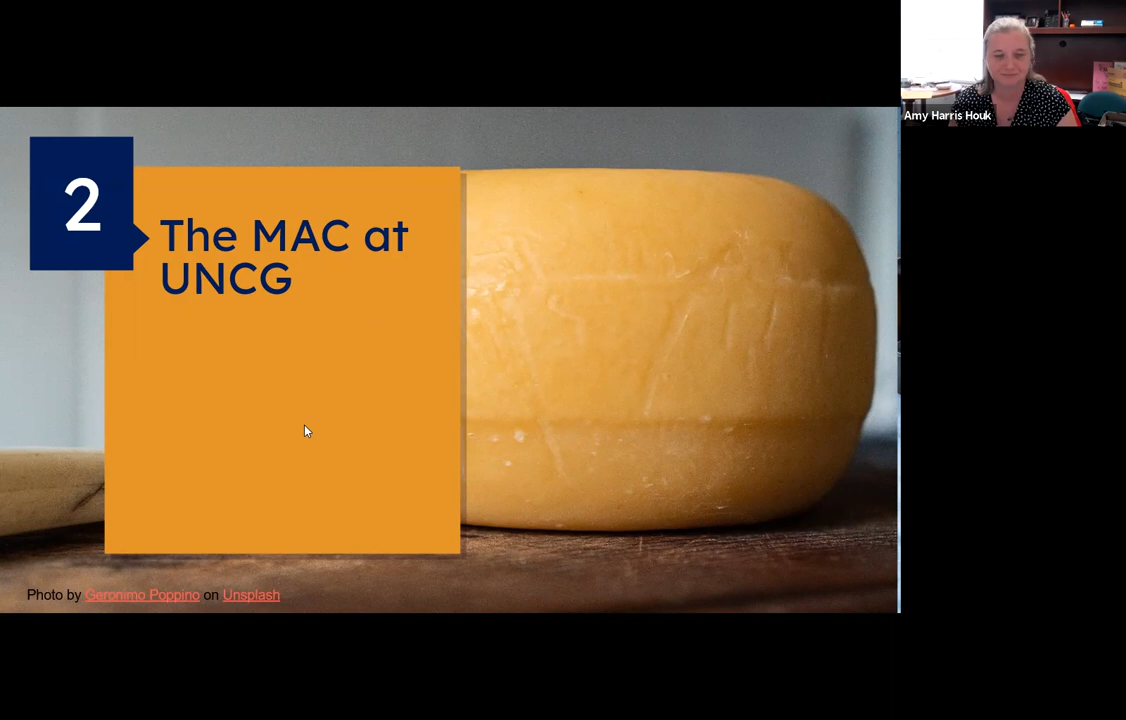 Amy Harris Houk
2
The MAC at
UNCG
Photo by Geronimo Poppino on Unsplash